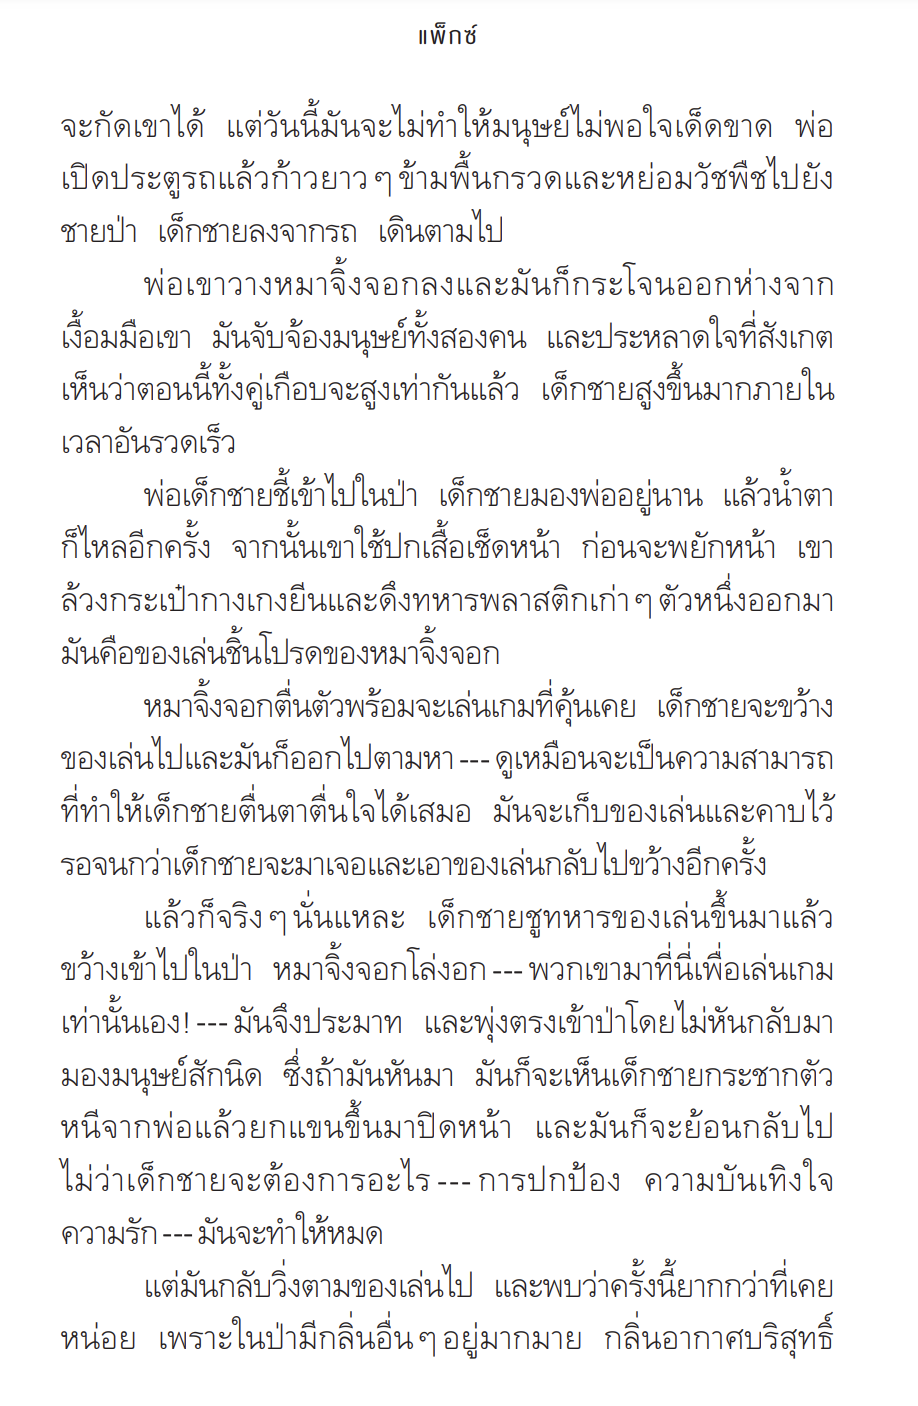 แพ็กซ์
จะกัดเขาได้ แต่วันนี้มันจะไม่ทำให้มนุษย์ไม่พอใจเด็ดขาด พ่อ
เปิดประตูรถแล้วก้าวยาว ๆ ข้ามพื้นกรวดและหย่อมวัชพืชไปยัง
ชายป่า เด็กชายลงจากรถ เดินตามไป
พ่อเขาวางหมาจิ้งจอกลงและมันก็กระโจนออกห่างจาก
เงื้อมมือเขา มันจับจ้องมนุษย์ทั้งสองคน และประหลาดใจที่สังเกต
เห็นว่าตอนนี้ทั้งคู่เกือบจะสูงเท่ากันแล้ว เด็กชายสูงขึ้นมากภายใน
เวลาอันรวดเร็ว
พ่อเด็กชายชี้เข้าไปในป่า เด็กชายมองพ่ออยู่นาน แล้วน้ำตา
ก็ไหลอีกครั้ง จากนั้นเขาใช้ปกเสื้อเช็ดหน้า ก่อนจะพยักหน้า เขา
ล้วงกระเป๋ากางเกงยีนและดึงทหารพลาสติกเก่า ๆ ตัวหนึ่งออกมา
มันคือของเล่นชิ้นโปรดของหมาจิ้งจอก
หมาจิ้งจอกตื่นตัวพร้อมจะเล่นเกมที่คุ้นเคย เด็กชายจะขว้าง
ของเล่นไปและมันก็ออกไปตามหา --- ดูเหมือนจะเป็นความสามารถ
ที่ทำให้เด็กชายตื่นตาตื่นใจได้เสมอ มันจะเก็บของเล่นและคาบไว้
รอจนกว่าเด็กชายจะมาเจอและเอาของเล่นกลับไปขว้างอีกครั้ง
แล้วก็จริง ๆ นั่นแหละ เด็กชายชูทหารของเล่นขึ้นมาแล้ว
ขว้างเข้าไปในป่า หมาจิ้งจอกโล่งอก --- พวกเขามาที่นี่เพื่อเล่นเกม
เท่านั้นเอง! --- มันจึงประมาท และพุ่งตรงเข้าป่าโดยไม่หันกลับมา
มองมนุษย์สักนิด ซึ่งถ้ามันหันมา มันก็จะเห็นเด็กชายกระชากตัว
หนีจากพ่อแล้วยกแขนขึ้นมาปิดหน้า และมันก็จะย้อนกลับไป
ไม่ว่าเด็กชายจะต้องการอะไร --- การปกป้อง ความบันเทิงใจ
ความรัก --- มันจะทำให้หมด
แต่มันกลับวิ่งตามของเล่นไป และพบว่าครั้งนี้ยากกว่าที่เคย
หน่อย เพราะในป่ามีกลิ่นอื่น ๆ อยู่มากมาย กลิ่นอากาศบริสุทธิ์